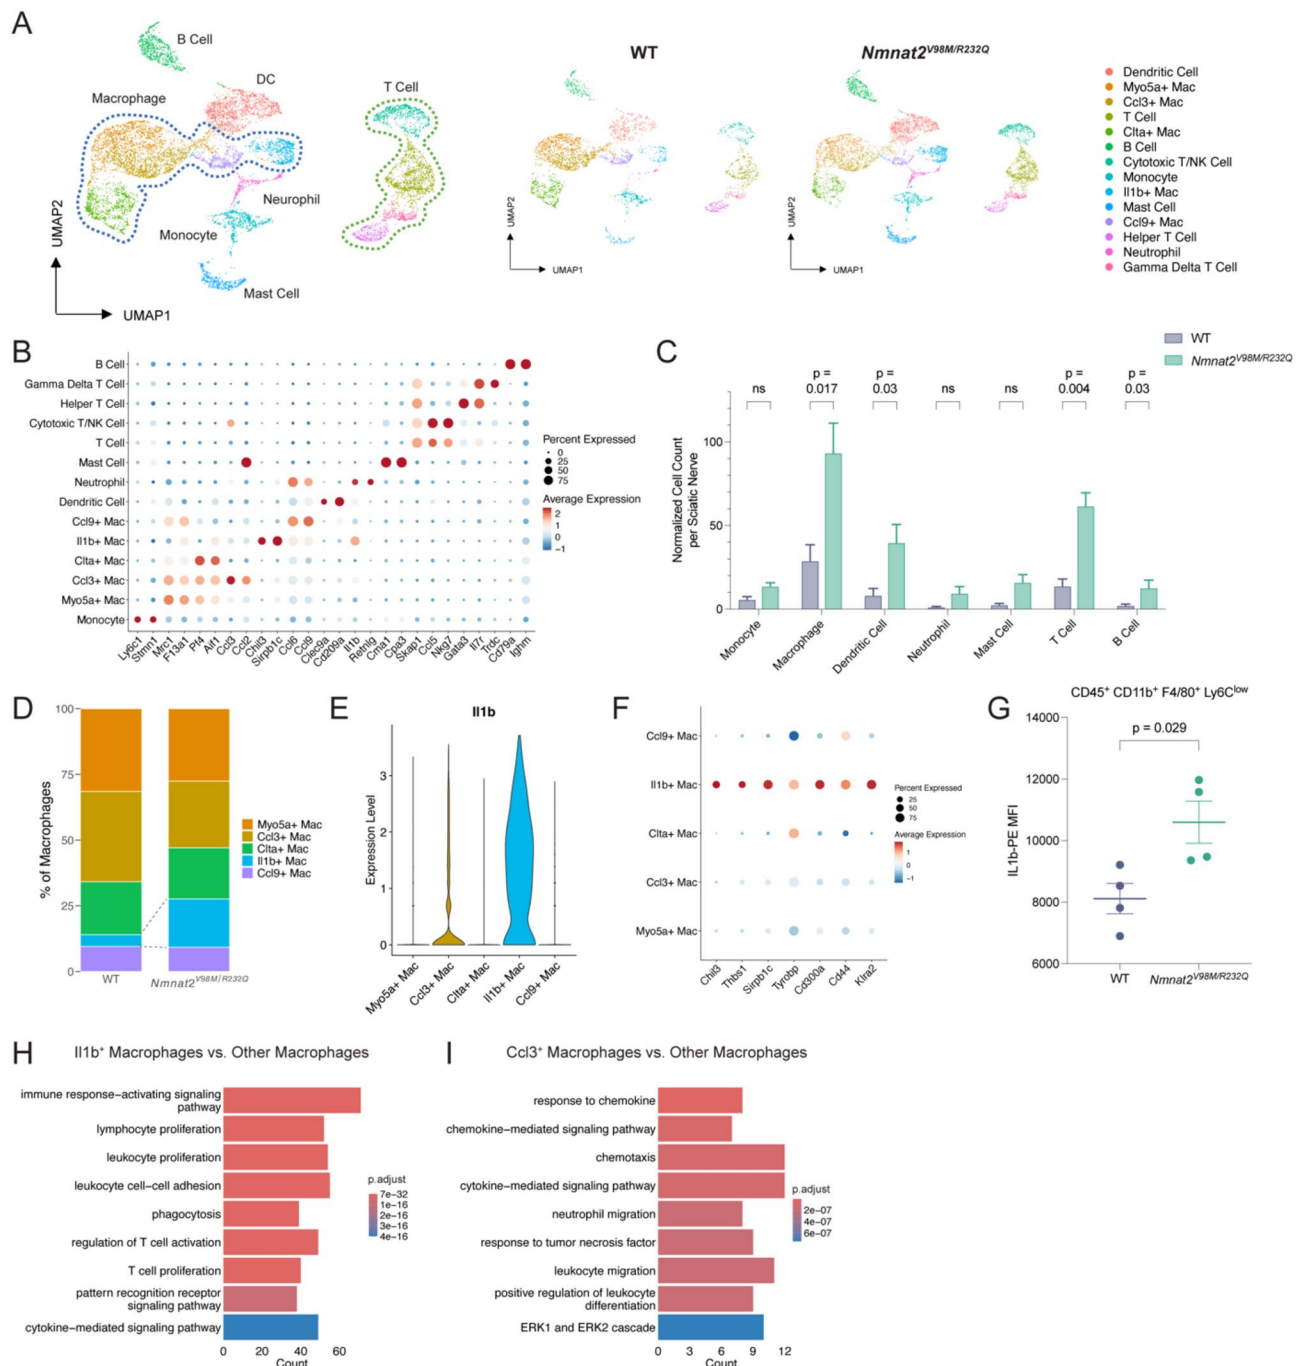 A
B Cell
DC
Macrophage
T Cell
Neurophil
Monocyte
Mast Cell
UMAP2
UMAP1
WT
UMAP2
UMAP1
Nmnat2V98M/R232Q
UMAP2
UMAP1
Dendritic Cell
Myo5a+ Mac
Ccl3+ Mac
T Cell
Clta+ Mac
B Cell
Cytotoxic T/NK Cell
Monocyte
Il1b+ Mac
Mast Cell
Ccl9+ Mac
Helper T Cell
Neutrophil
Gamma Delta T Cell
B
B Cell
Gamma Delta T Cell
Helper T Cell
Cytotoxic T/NK Cell
T Cell
Mast Cell
Neutrophil
Dendritic Cell
Ccl9+ Mac
Il1b+ Mac
Clta+ Mac
Ccl3+ Mac
Myo5a+ Mac
Monocyte
Ly6c1
Stmn1
Mrc1
F13a1
Pf4
Aif1
Ccl3
Ccl2
Chil3
Sirpb1c
Ccl6
Ccl9
Clec9a
Cd209a
Il1b
Retnlg
Cma1
Cpa3
Skap1
Ccl5
Nkg7
Gata3
Il7r
Trdc
Cd79a
Ighm
Percent Expressed
0
25
50
75
Average Expression
2
1
0
−1
C
WT
Nmnat2V98M/R232Q
ns
p =
0.017
p =
0.03
ns
ns
p =
0.004
p =
0.03
Normalized Cell Count
per Sciatic Nerve
100
50
0
Monocyte
Macrophage
Dendritic Cell
Neutrophil
Mast Cell
T Cell
B Cell
D
% of Macrophages
100
75
50
25
0
WT
Nmnat2V98M/R232Q
Myo5a+ Mac
Ccl3+ Mac
Clta+ Mac
Il1b+ Mac
Ccl9+ Mac
E
Il1b
Expression Level
3
2
1
0
Myo5a+ Mac
Ccl3+ Mac
Clta+ Mac
Il1b+ Mac
Ccl9+ Mac
F
Ccl9+ Mac
Il1b+ Mac
Clta+ Mac
Ccl3+ Mac
Myo5a+ Mac
Chil3
Thbs1
Sirpb1c
Tyrobp
Cd300a
Cd44
Klra2
Percent Expressed
25
50
75
Average Expression
1
0
−1
G
CD45+ CD11b+ F4/80+ Ly6Clow
p = 0.029
IL1b-PE MFI
14000
12000
10000
8000
6000
WT
Nmnat2V98M/R232Q
H
Il1b+ Macrophages vs. Other Macrophages
immune response−activating signaling
pathway
lymphocyte proliferation
leukocyte proliferation
leukocyte cell−cell adhesion
phagocytosis
regulation of T cell activation
T cell proliferation
pattern recognition receptor
signaling pathway
cytokine−mediated signaling pathway
0 20 40 60
Count
p.adjust
7e−32
1e−16
2e−16
3e−16
4e−16
I
Ccl3+ Macrophages vs. Other Macrophages
response to chemokine
chemokine−mediated signaling pathway
chemotaxis
cytokine−mediated signaling pathway
neutrophil migration
response to tumor necrosis factor
leukocyte migration
positive regulation of leukocyte
differentiation
ERK1 and ERK2 cascade
0 3 6 9 12
Count
p.adjust
2e−07
4e−07
6e−07